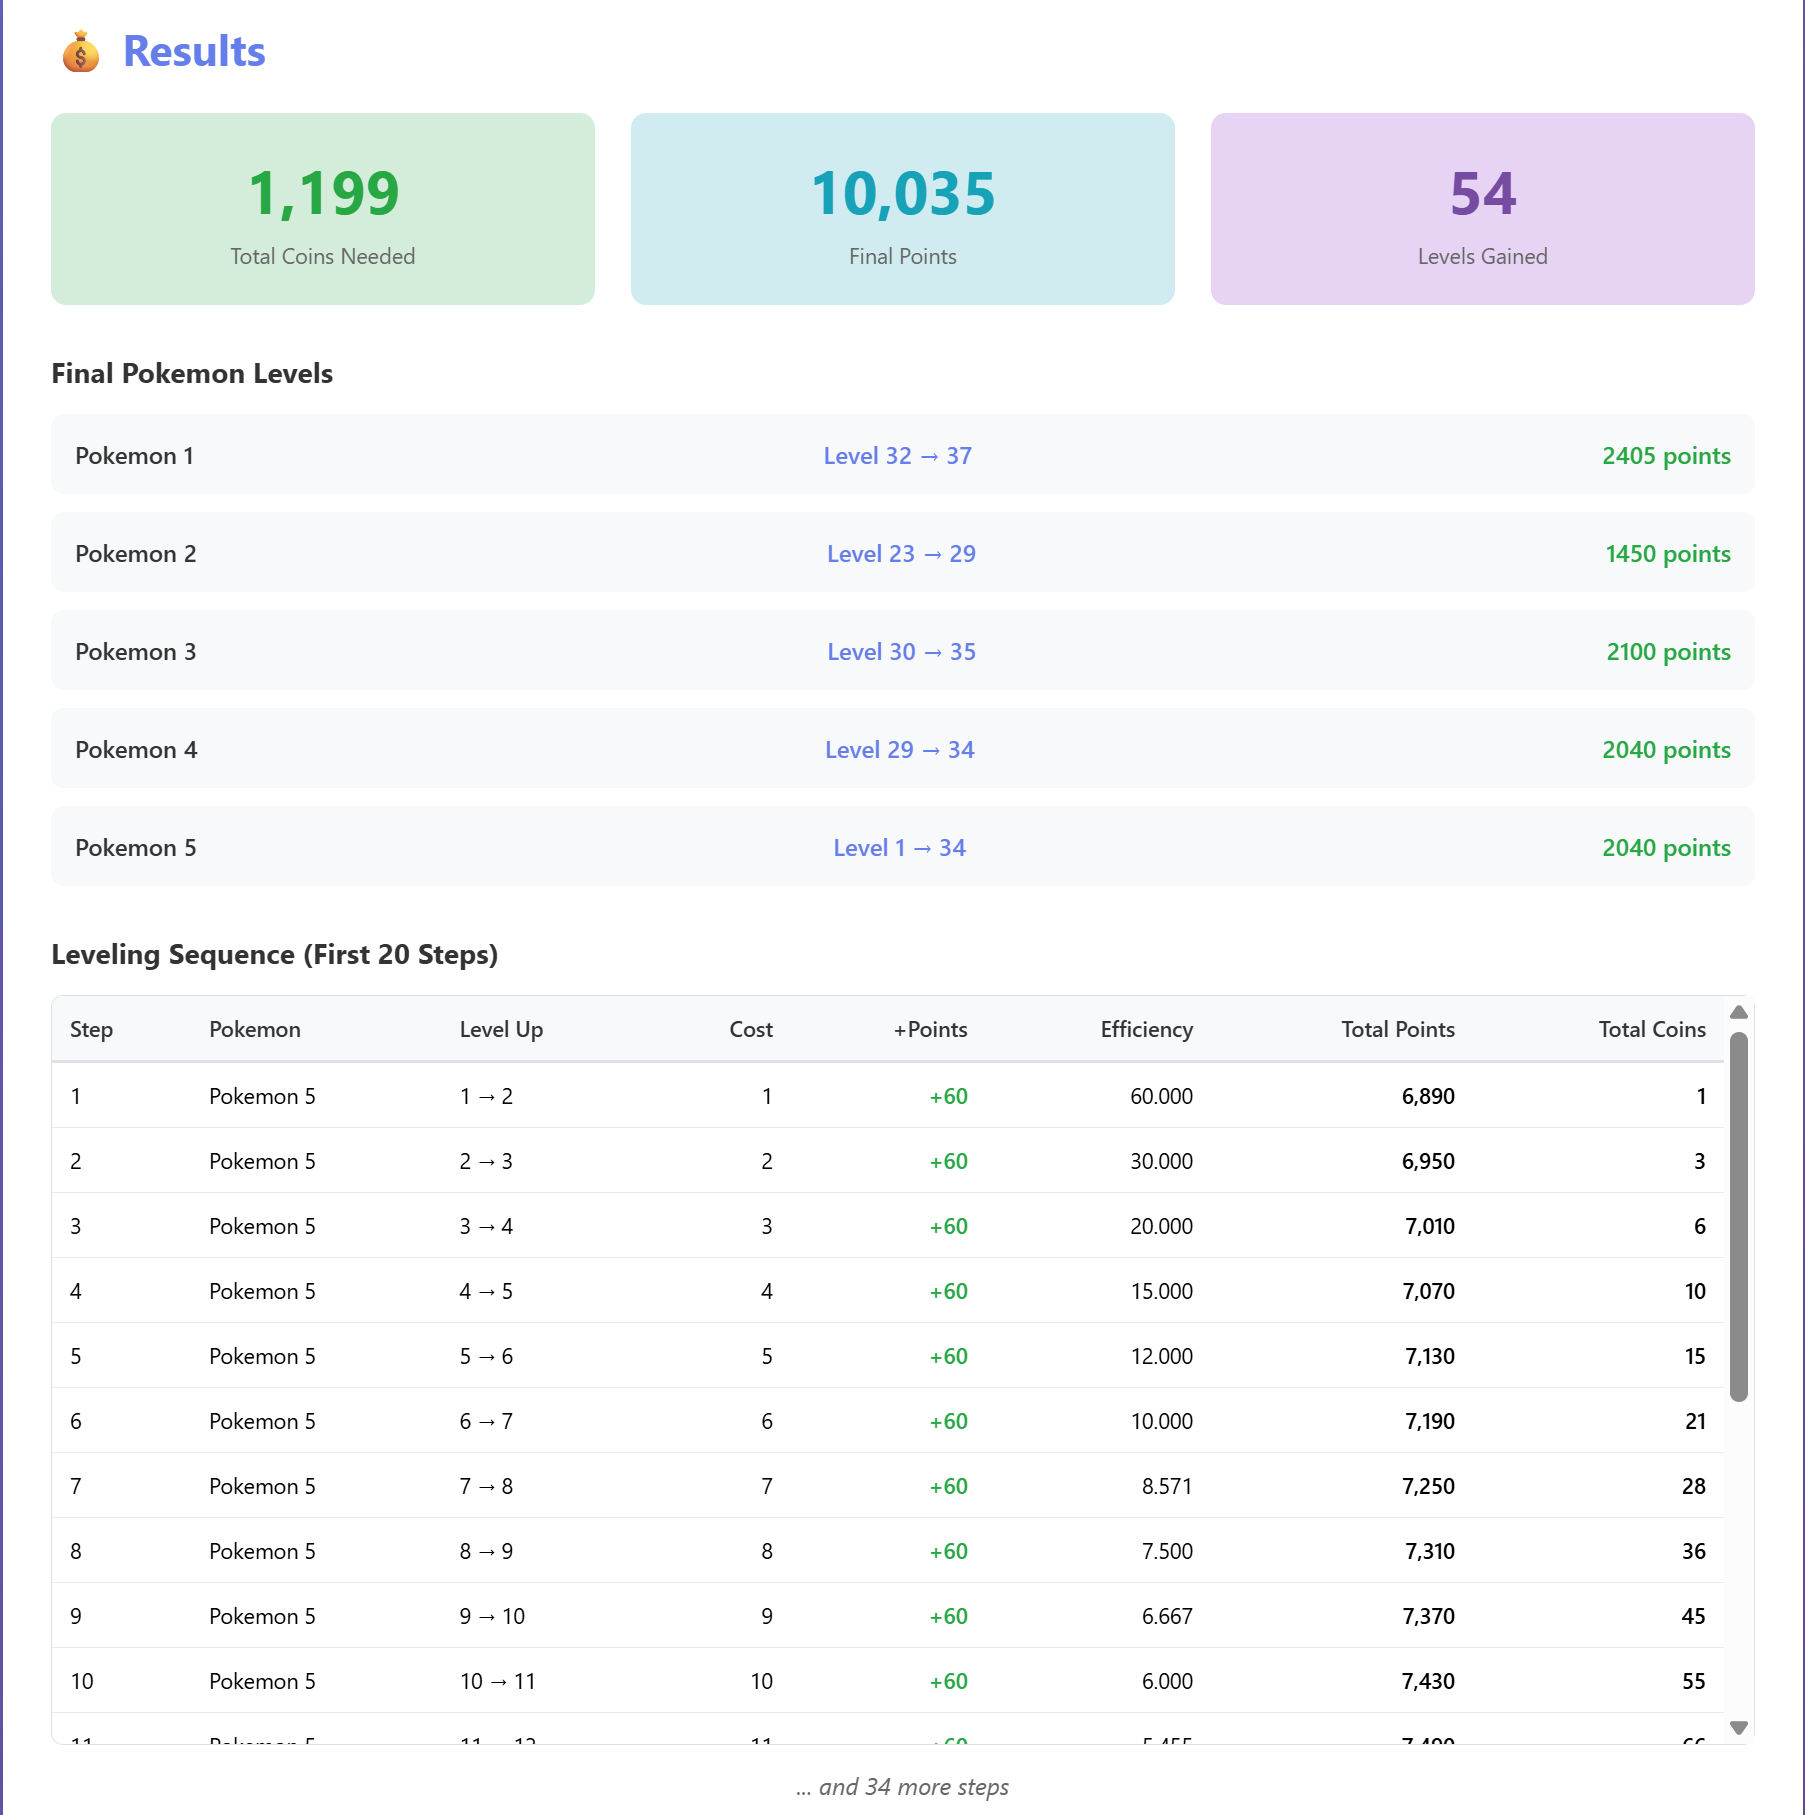 Results
1,199 10,035 54
Total Coins Needed Final Points Levels Gained
Final Pokemon Levels
Pokemon 1 Level 32 → 37 2405 points
Pokemon 2 Level 23 → 29 1450 points
Pokemon 3 Level 30 → 35 2100 points
Pokemon 4 Level 29 → 34 2040 points
Pokemon 5 Level 1 → 34 2040 points
Leveling Sequence (First 20 Steps)
Step Pokemon Level Up Cost +Points Efficiency Total Points Total Coins
1 Pokemon 5 1 → 2 1 +60 60.000 6,890 1
2 Pokemon 5 2 → 3 2 +60 30.000 6,950 3
3 Pokemon 5 3 → 4 3 +60 20.000 7,010 6
4 Pokemon 5 4 → 5 4 +60 15.000 7,070 10
5 Pokemon 5 5 → 6 5 +60 12.000 7,130 15
6 Pokemon 5 6 → 7 6 +60 10.000 7,190 21
7 Pokemon 5 7 → 8 7 +60 8.571 7,250 28
8 Pokemon 5 8 → 9 8 +60 7.500 7,310 36
9 Pokemon 5 9 → 10 9 +60 6.667 7,370 45
10 Pokemon 5 10 → 11 10 +60 6.000 7,430 55
... and 34 more steps